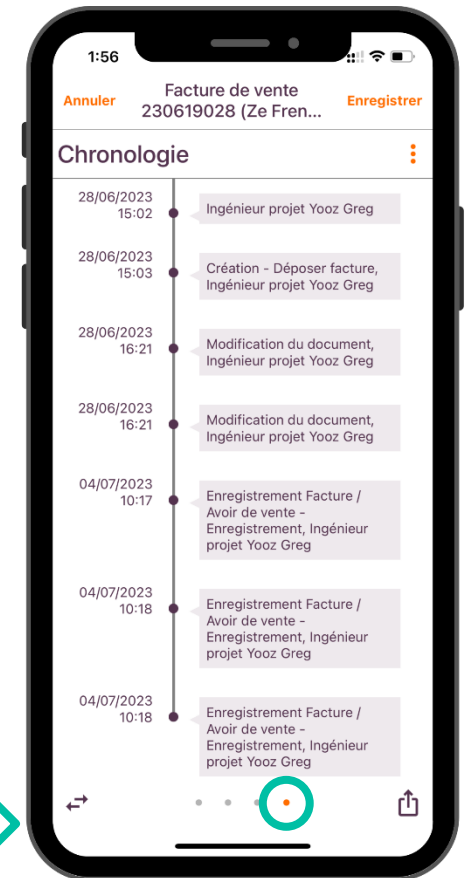 1:56
Annuler
Facture de vente
230619028 (Ze Fren...
Enregistrer
Chronologie
28/06/2023
15:02
Ingénieur projet Yooz Greg
28/06/2023
15:03
Création - Déposer facture,
Ingénieur projet Yooz Greg
28/06/2023
16:21
Modification du document,
Ingénieur projet Yooz Greg
28/06/2023
16:21
Modification du document,
Ingénieur projet Yooz Greg
04/07/2023
10:17
Enregistrement Facture /
Avoir de vente -
Enregistrement, Ingénieur
projet Yooz Greg
04/07/2023
10:18
Enregistrement Facture /
Avoir de vente -
Enregistrement, Ingénieur
projet Yooz Greg
04/07/2023
10:18
Enregistrement Facture /
Avoir de vente -
Enregistrement, Ingénieur
projet Yooz Greg